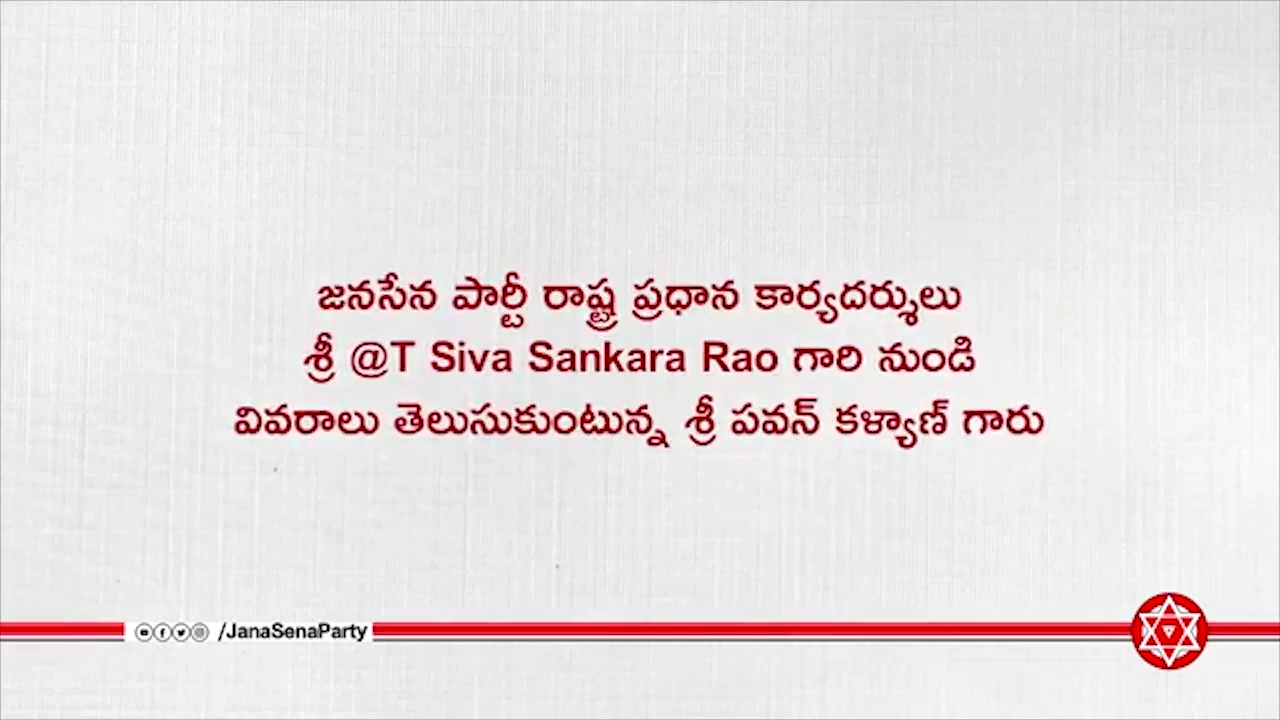 జనసేన పార్టీ రాష్ట్ర ప్రధాన కార్యదర్శులు
శ్రీ @T Siva Sankara Rao గారి నుండి
వివరాలు తెలుసుకుంటున్న శ్రీ పవన్ కళ్యాణ్ గారు
/JanaSenaParty